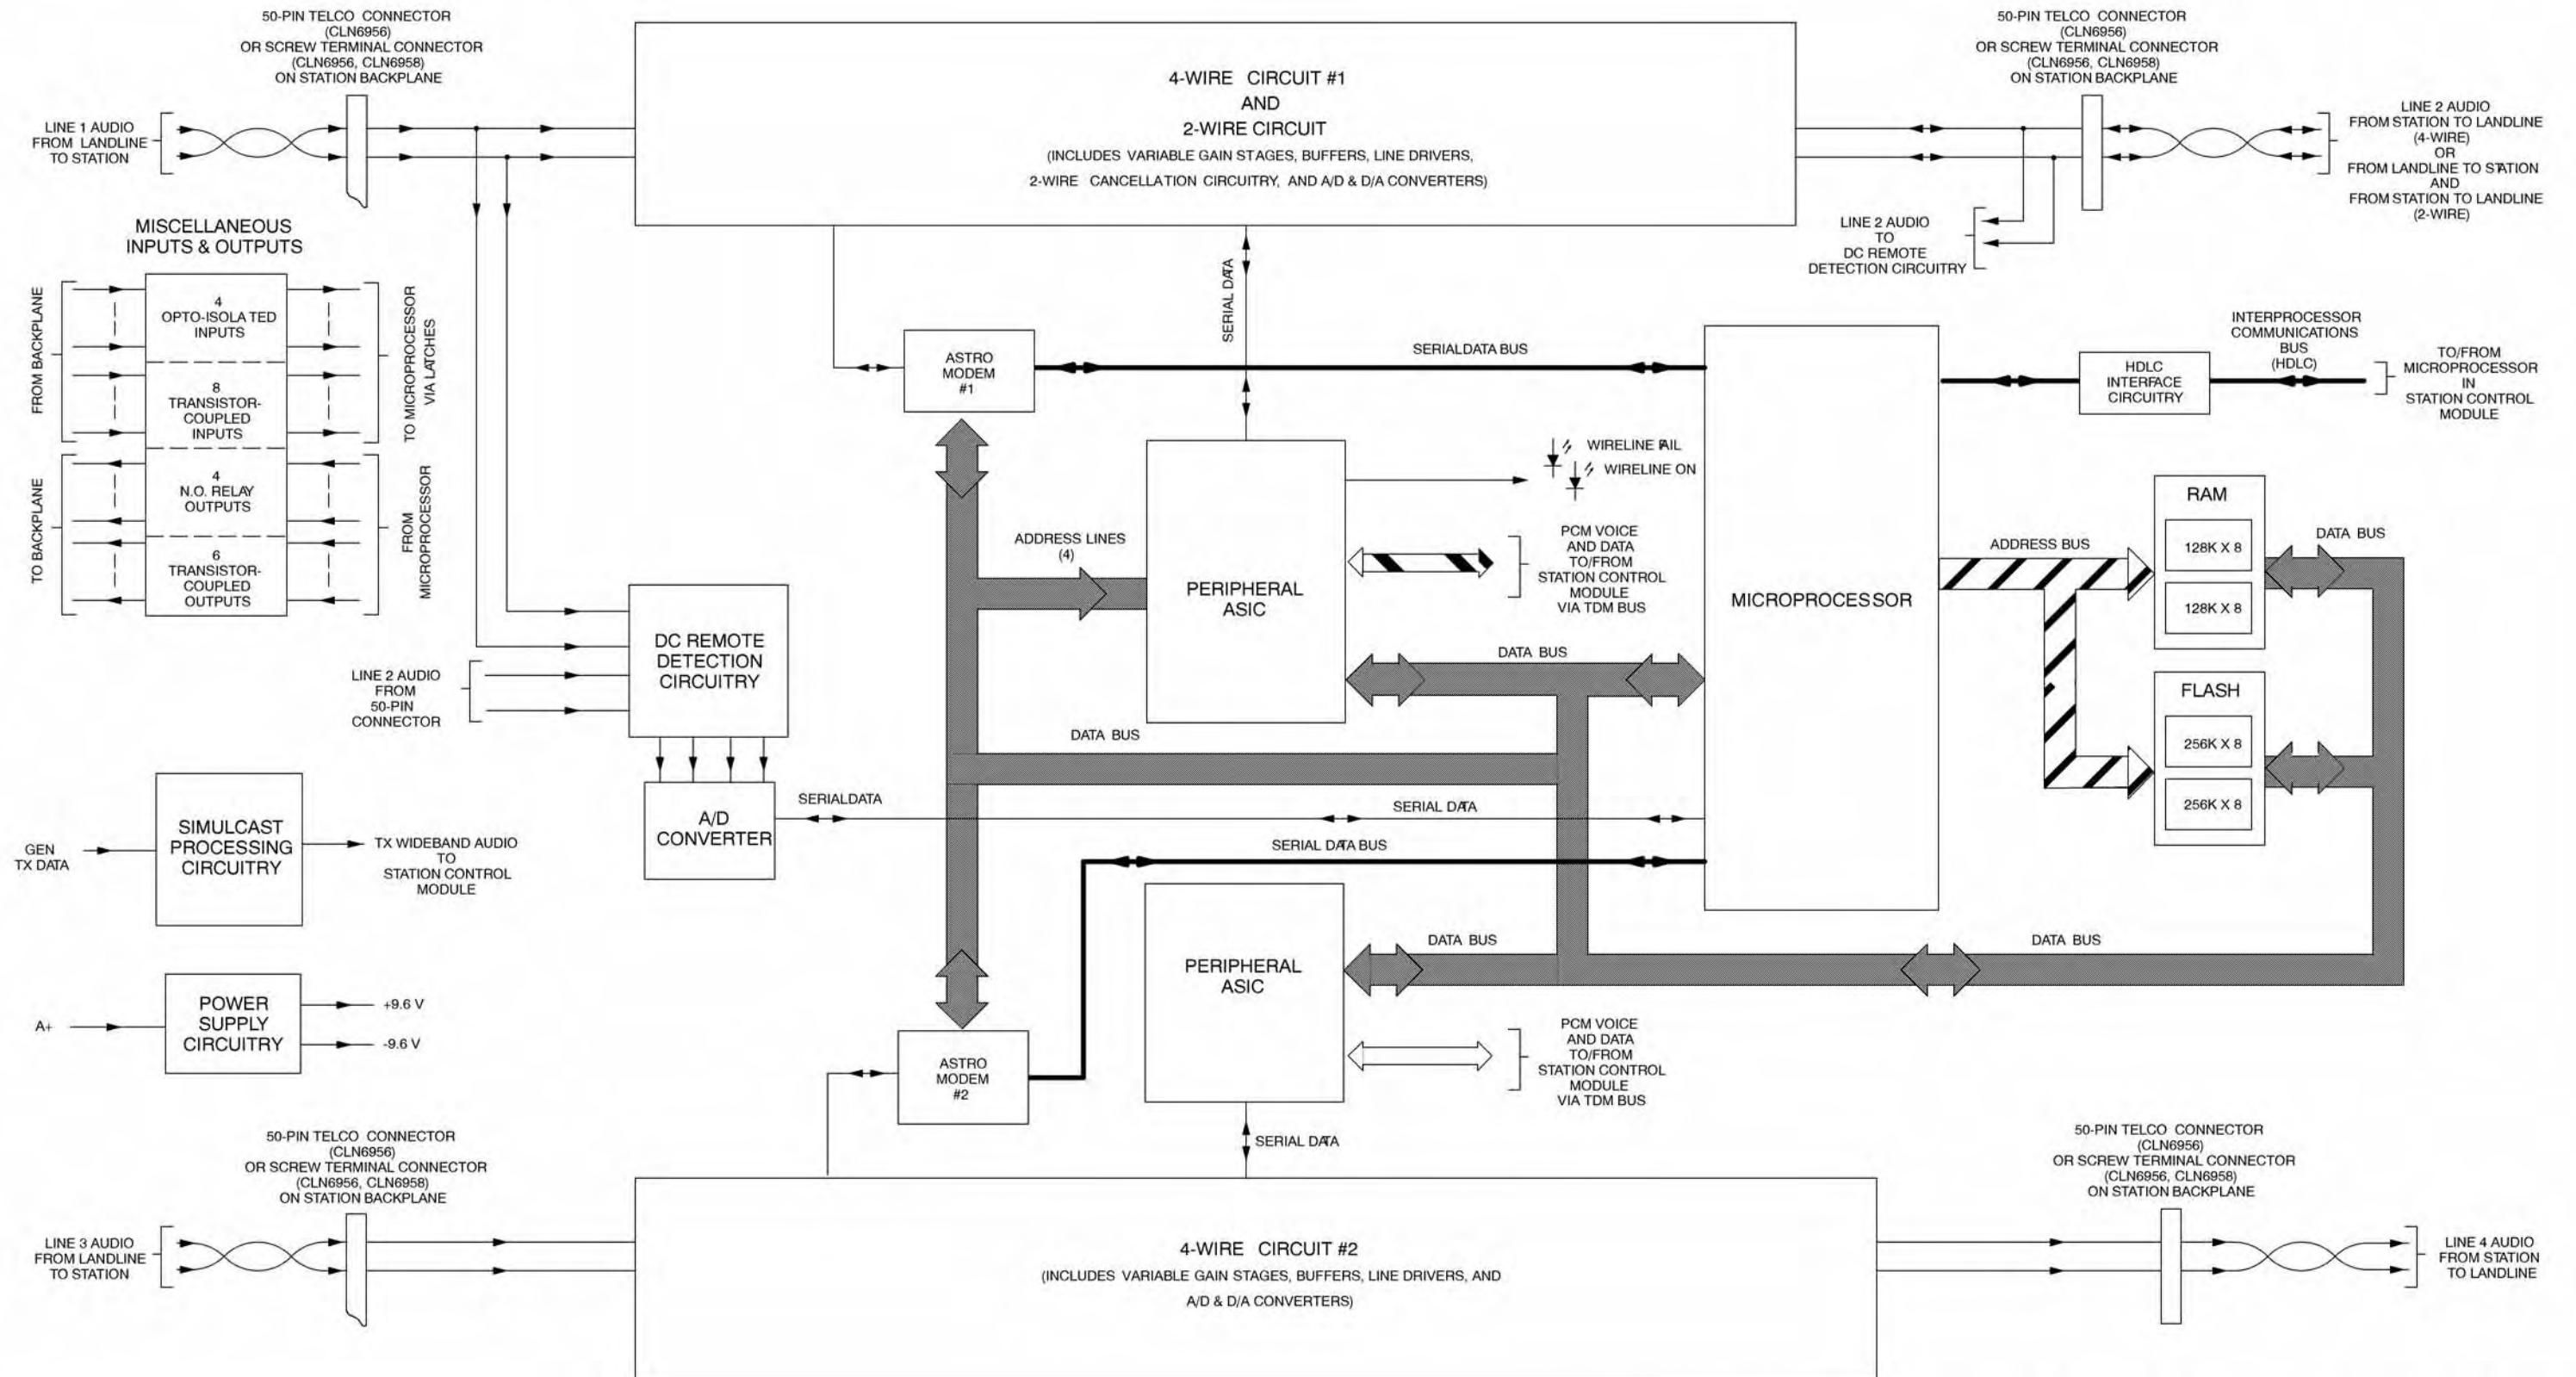 50-PIN TELCO CONNECTOR
(CLN6956)
OR SCREW TERMINAL CONNECTOR
(CLN6956, CLN6958)
ON STATION BACKPLANE
LINE 1 AUDIO
FROM LANDLINE
TO STATION
4-WIRE CIRCUIT #1
AND
2-WIRE CIRCUIT
(INCLUDES VARIABLE GAIN STAGES, BUFFERS, LINE DRIVERS,
2-WIRE CANCELLATION CIRCUITRY, AND A/D & D/A CONVERTERS)
50-PIN TELCO CONNECTOR
(CLN6956)
OR SCREW TERMINAL CONNECTOR
(CLN6956, CLN6958)
ON STATION BACKPLANE
LINE 2 AUDIO
FROM STATION TO LANDLINE
(4-WIRE)
OR
FROM LANDLINE TO STATION
AND
FROM STATION TO LANDLINE
(2-WIRE)
LINE 2 AUDIO
TO
DC REMOTE
DETECTION CIRCUITRY
MISCELLANEOUS
INPUTS & OUTPUTS
FROM BACKPLANE
4
OPTO-ISOLATED
INPUTS
8
TRANSISTOR-
COUPLED
INPUTS
TO MICROPROCESSOR
VIA LATCHES
TO BACKPLANE
4
N.O. RELAY
OUTPUTS
6
TRANSISTOR-
COUPLED
OUTPUTS
FROM
MICROPROCESSOR
SERIAL DATA
ASTRO
MODEM
#1
SERIALDATA BUS
INTERPROCESSOR
COMMUNICATIONS
BUS
(HDLC)
HDLC
INTERFACE
CIRCUITRY
TO/FROM
MICROPROCESSOR
IN
STATION CONTROL
MODULE
WIRELINE FAIL
WIRELINE ON
ADDRESS LINES
(4)
PERIPHERAL
ASIC
PCM VOICE
AND DATA
TO/FROM
STATION CONTROL
MODULE
VIA TDM BUS
MICROPROCESSOR
ADDRESS BUS
RAM
128K X 8
128K X 8
DATA BUS
FLASH
256K X 8
256K X 8
DATA BUS
DATA BUS
DC REMOTE
DETECTION
CIRCUITRY
LINE 2 AUDIO
FROM
50-PIN
CONNECTOR
A/D
CONVERTER
SERIALDATA
SERIAL DATA
SERIAL DATA BUS
GEN
TX DATA
SIMULCAST
PROCESSING
CIRCUITRY
TX WIDEBAND AUDIO
TO
STATION CONTROL
MODULE
A+
POWER
SUPPLY
CIRCUITRY
+9.6 V
-9.6 V
PERIPHERAL
ASIC
DATA BUS
DATA BUS
ASTRO
MODEM
#2
PCM VOICE
AND DATA
TO/FROM
STATION CONTROL
MODULE
VIA TDM BUS
SERIAL DATA
50-PIN TELCO CONNECTOR
(CLN6956)
OR SCREW TERMINAL CONNECTOR
(CLN6956, CLN6958)
ON STATION BACKPLANE
LINE 3 AUDIO
FROM LANDLINE
TO STATION
4-WIRE CIRCUIT #2
(INCLUDES VARIABLE GAIN STAGES, BUFFERS, LINE DRIVERS, AND
A/D & D/A CONVERTERS)
50-PIN TELCO CONNECTOR
(CLN6956)
OR SCREW TERMINAL CONNECTOR
(CLN6956, CLN6958)
ON STATION BACKPLANE
LINE 4 AUDIO
FROM STATION
TO LANDLINE